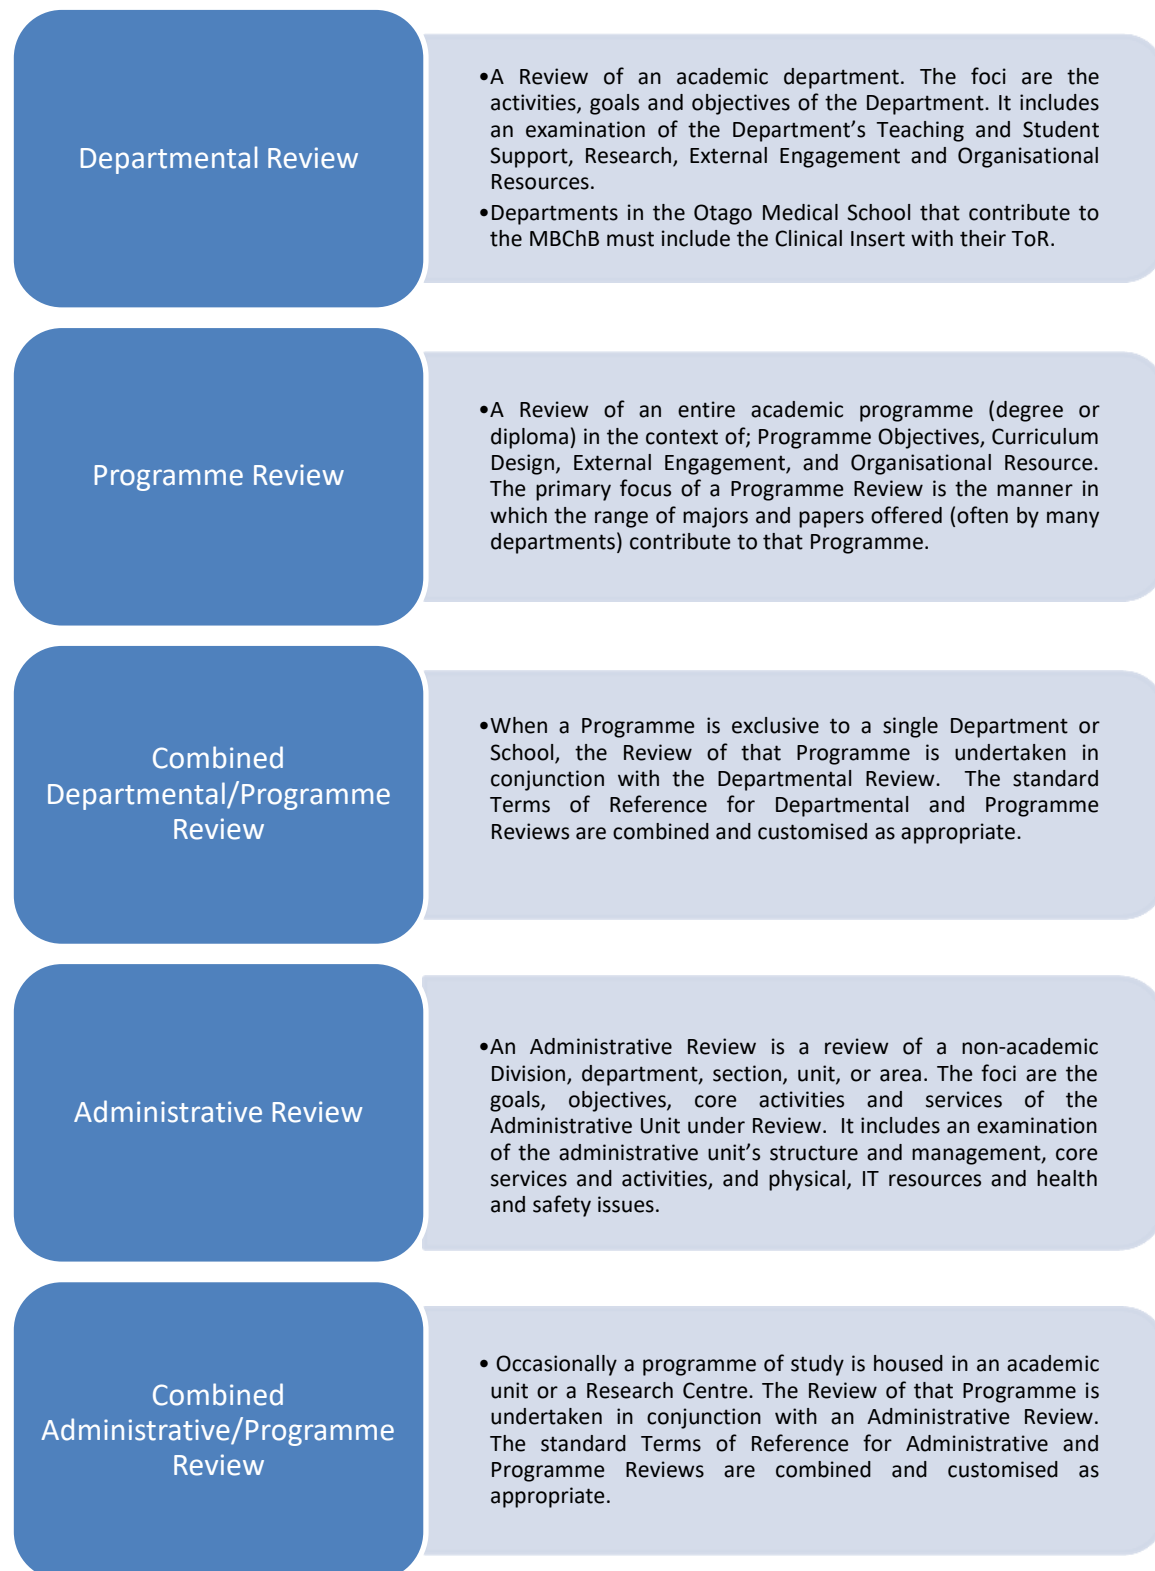 Departmental Review
•A Review of an academic department. The foci are the
activities, goals and objectives of the Department. It includes
an examination of the Department’s Teaching and Student
Support, Research, External Engagement and Organisational
Resources.
•Departments in the Otago Medical School that contribute to
the MBChB must include the Clinical Insert with their ToR.
Programme Review
•A Review of an entire academic programme (degree or
diploma) in the context of; Programme Objectives, Curriculum
Design, External Engagement, and Organisational Resource.
The primary focus of a Programme Review is the manner in
which the range of majors and papers offered (often by many
departments) contribute to that Programme.
Combined
Departmental/Programme
Review
•When a Programme is exclusive to a single Department or
School, the Review of that Programme is undertaken in
conjunction with the Departmental Review. The standard
Terms of Reference for Departmental and Programme
Reviews are combined and customised as appropriate.
Administrative Review
•An Administrative Review is a review of a non-academic
Division, department, section, unit, or area. The foci are the
goals, objectives, core activities and services of the
Administrative Unit under Review. It includes an examination
of the administrative unit’s structure and management, core
services and activities, and physical, IT resources and health
and safety issues.
Combined
Administrative/Programme
Review
• Occasionally a programme of study is housed in an academic
unit or a Research Centre. The Review of that Programme is
undertaken in conjunction with an Administrative Review.
The standard Terms of Reference for Administrative and
Programme Reviews are combined and customised as
appropriate.